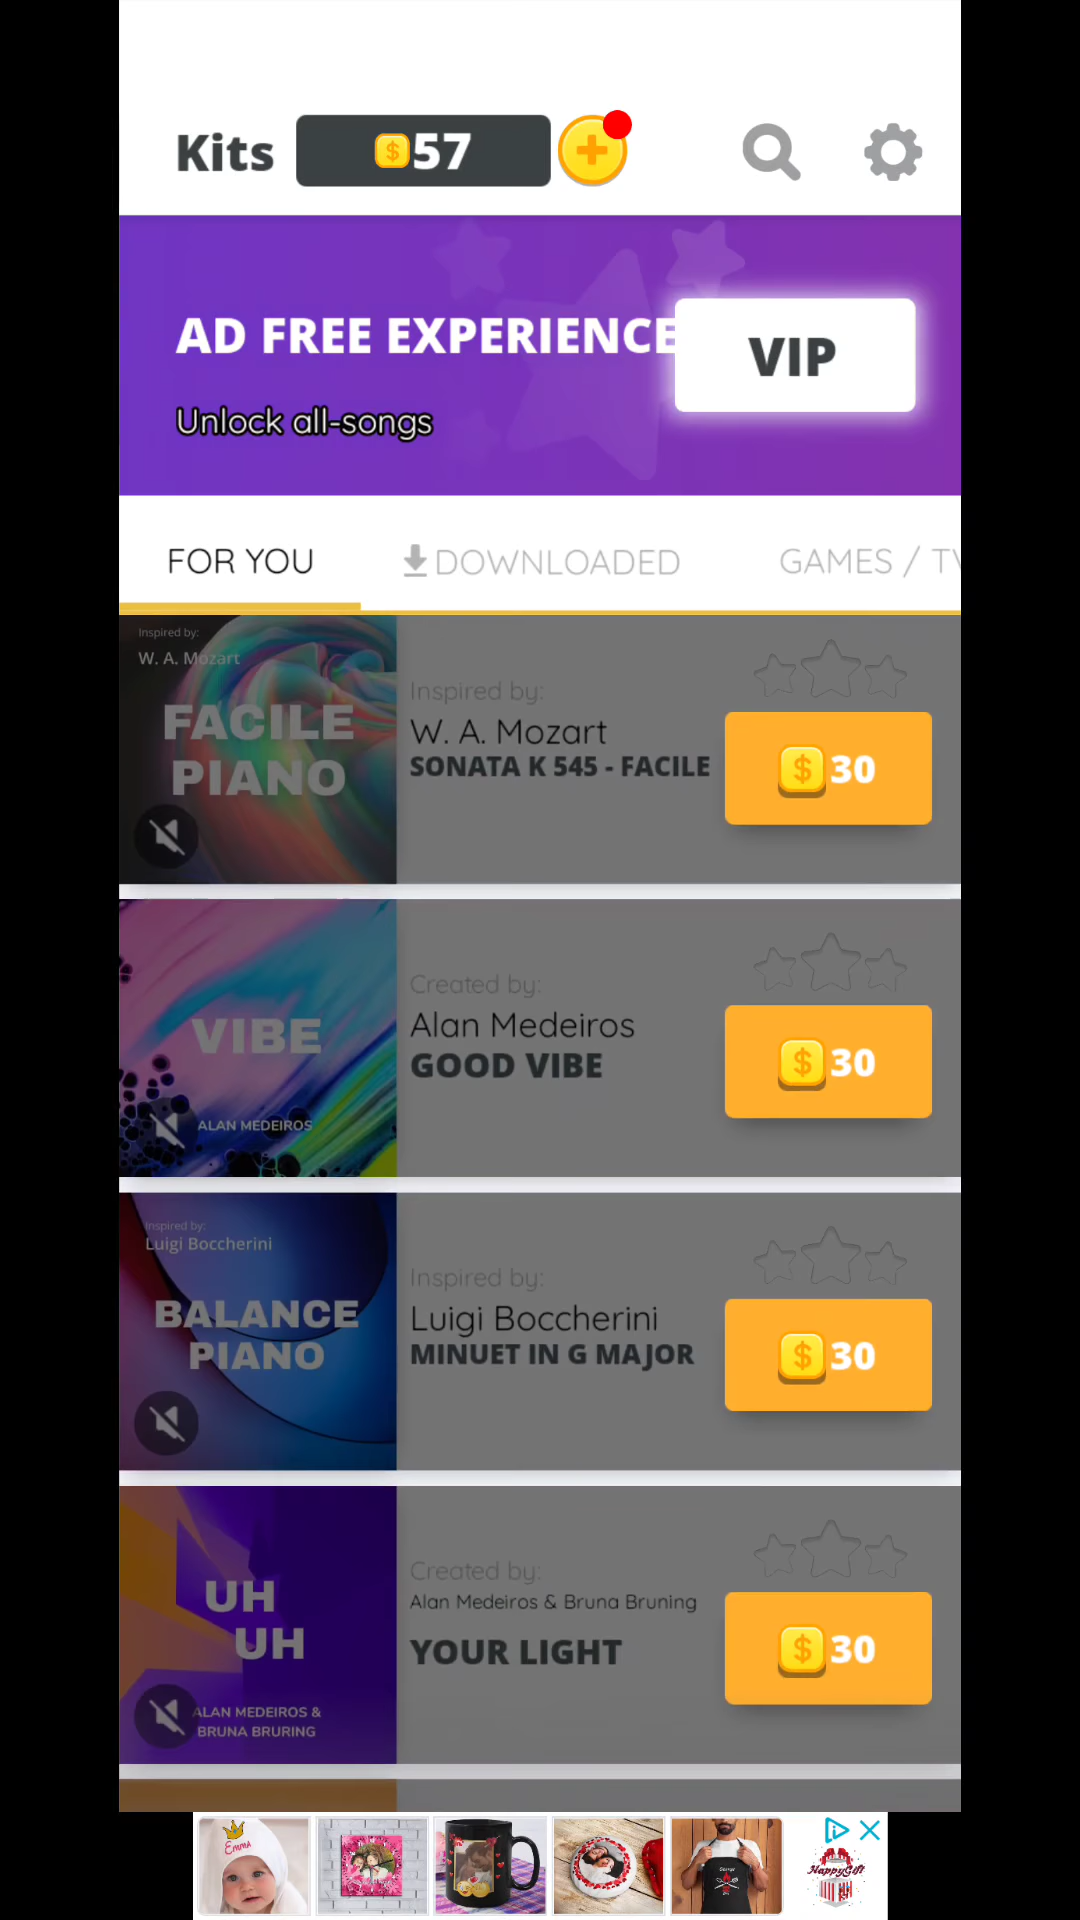 Kits
57
AD FREE EXPERIENCE
VIP
Unlock all-songs
FOR YOU
DOWNLOADED
GAMES / TV
Inspired by:
W. A. Mozart
FACILE
PIANO
Inspired by:
W. A. Mozart
SONATA K 545 - FACILE
$30
VIBE
ALAN MEDEIROS
Created by:
Alan Medeiros
GOOD VIBE
$30
Inspired by:
Luigi Boccherini
BALANCE
PIANO
Inspired by:
Luigi Boccherini
MINUET IN G MAJOR
$30
UH
UH
ALAN MEDEIROS &
BRUNA BRURING
Created by:
Alan Medeiros & Bruna Bruning
YOUR LIGHT
$30
Emma
HappyGift